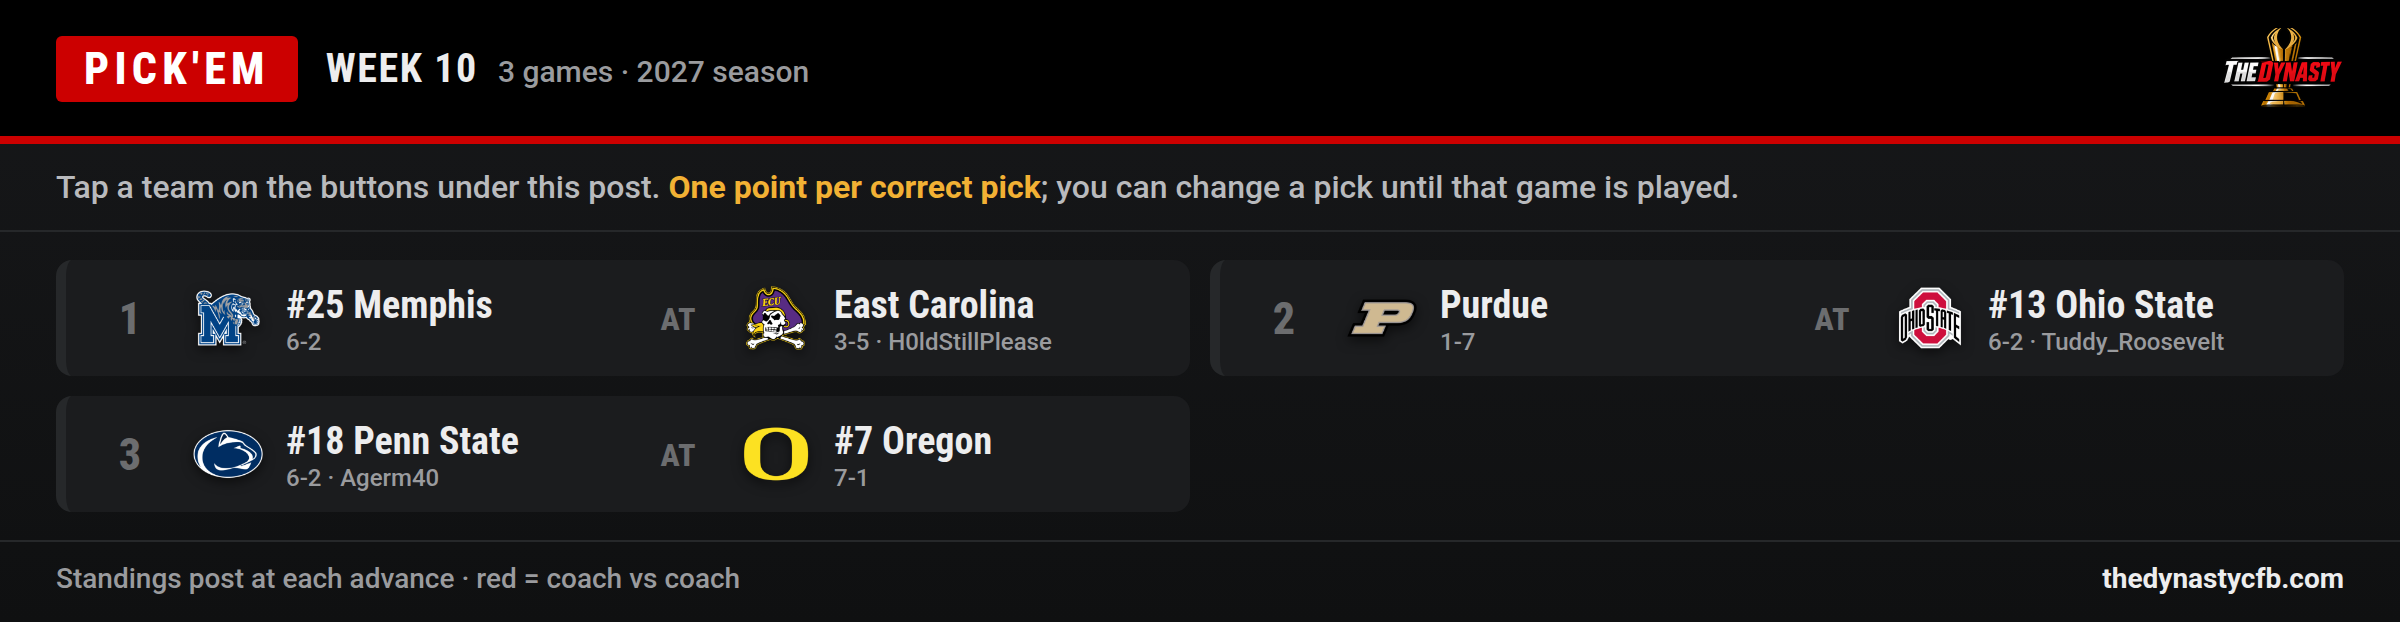 PICK'EM WEEK 10 3 games · 2027 season
THE DYNASTY
Tap a team on the buttons under this post. One point per correct pick; you can change a pick until that game is played.
1 #25 Memphis AT East Carolina
6-2 3-5 · H0ldStillPlease
ECU
2 Purdue AT #13 Ohio State
1-7 6-2 · Tuddy_Roosevelt
OHIO STATE
3 #18 Penn State AT #7 Oregon
6-2 · Agerm40 7-1
Standings post at each advance · red = coach vs coach
thedynastycfb.com